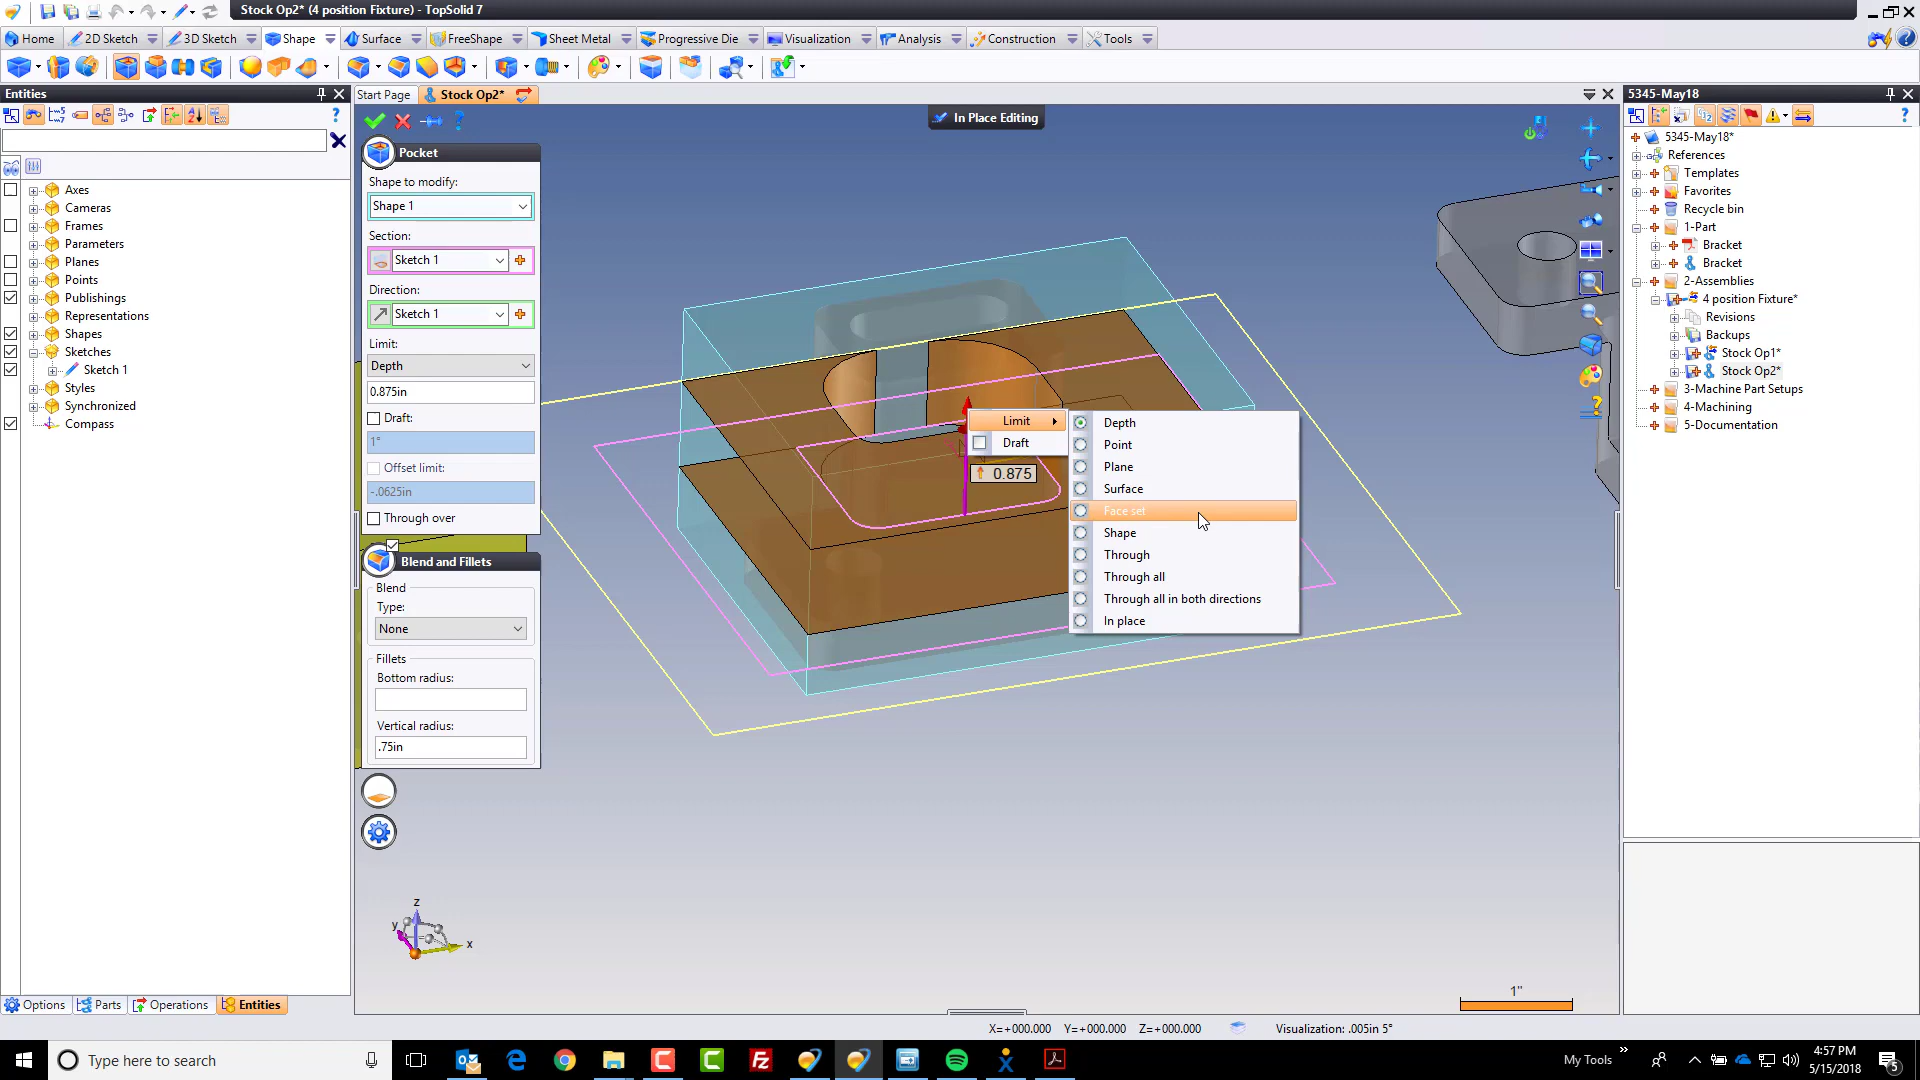 Stock Op2* (4 position Fixture*) - TopSolid 7
Home 2D Sketch 3D Sketch Shape Surface FreeShape Sheet Metal Progressive Die Visualization Analysis Construction Tools
Entities
Start Page Stock Op2*
5345-May18
In Place Editing
Axes
Cameras
Frames
Parameters
Planes
Points
Publishings
Representations
Shapes
Sketches
Sketch 1
Styles
Synchronized
Compass
Pocket
Shape to modify:
Shape 1
Section:
Sketch 1
Direction:
Sketch 1
Limit:
Depth
0.875in
Draft:
1°
Offset limit:
-.0625in
Through over
Blend and Fillets
Blend
Type:
None
Fillets
Bottom radius:
Vertical radius:
.75in
Limit
Draft
0.875
Depth
Point
Plane
Surface
Face set
Shape
Through
Through all
Through all in both directions
In place
z
y
x
1"
5345-May18*
References
Templates
Favorites
Recycle bin
1-Part
Bracket
Bracket
2-Assemblies
4 position Fixture*
Revisions
Backups
Stock Op1*
Stock Op2*
3-Machine Part Setups
4-Machining
5-Documentation
Options Parts Operations Entities
X=+000.000 Y=+000.000 Z=+000.000 Visualization: .005in 5°
Type here to search
My Tools
4:57 PM
5/15/2018
5